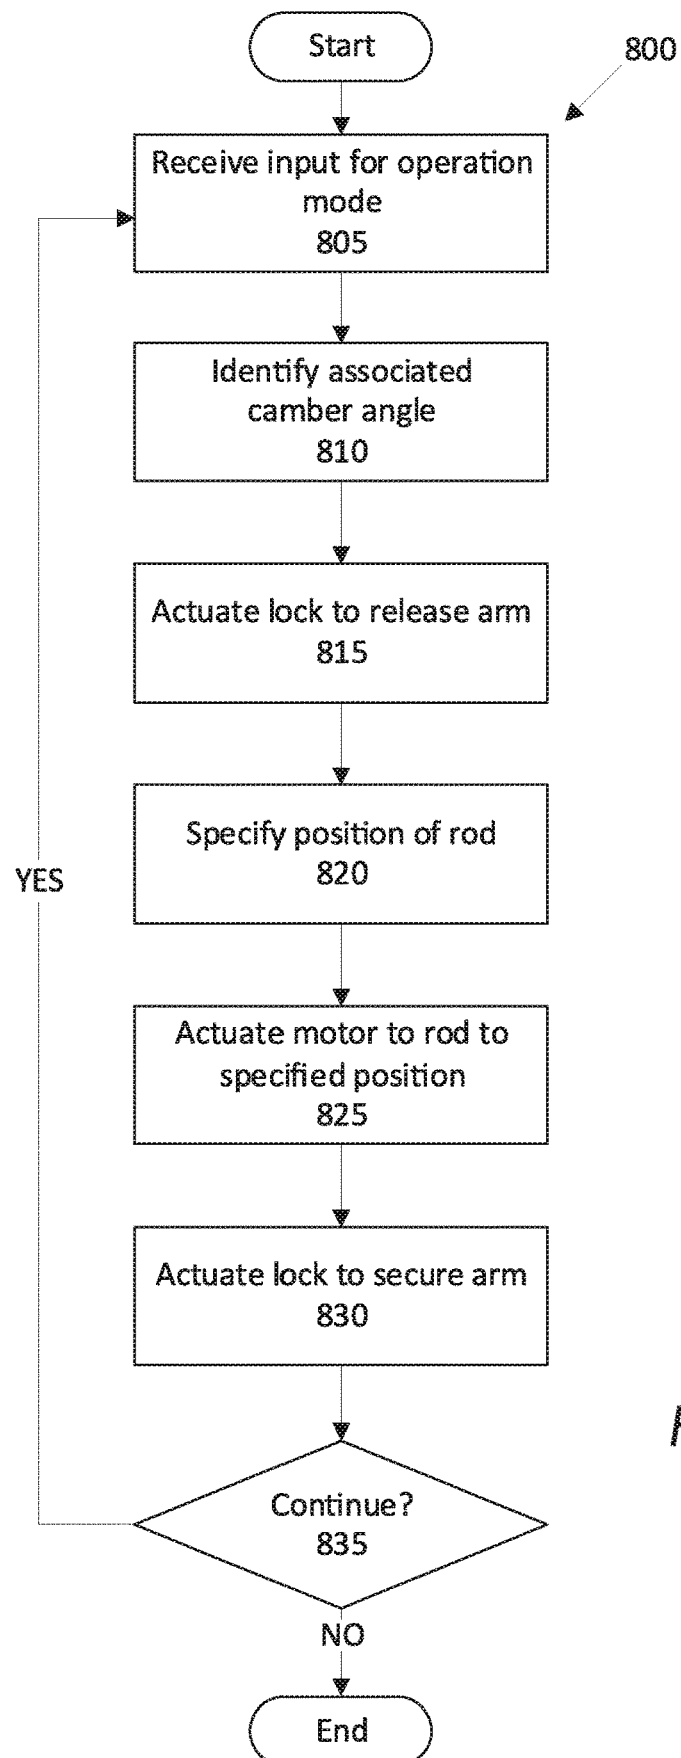 Start
800
Receive input for operation
mode
805
Identify associated
camber angle
810
Actuate lock to release arm
815
Specify position of rod
820
YES
Actuate motor to rod to
specified position
825
Actuate lock to secure arm
830
Continue?
835
NO
End